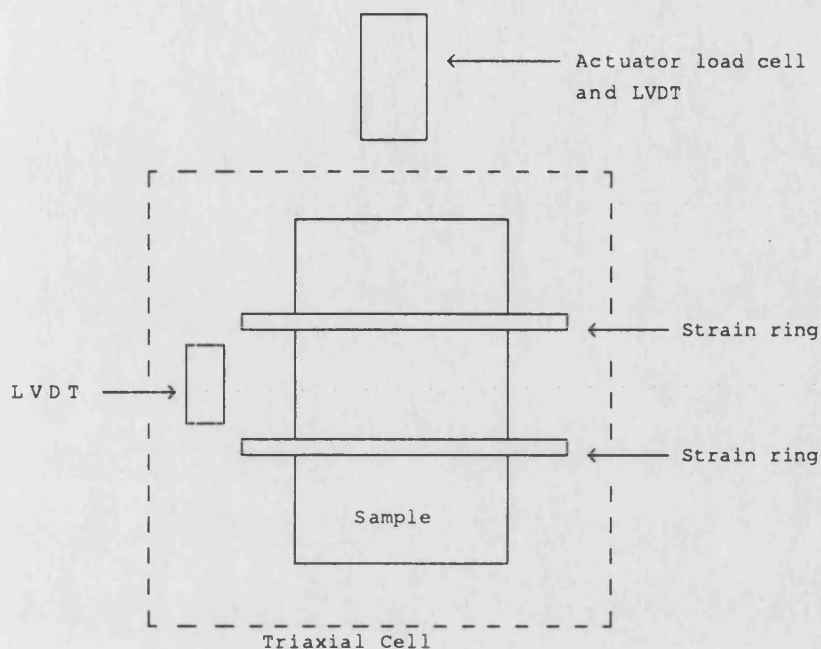 Actuator load cell
and LVDT
Strain ring
LVDT
Strain ring
Sample
Triaxial Cell